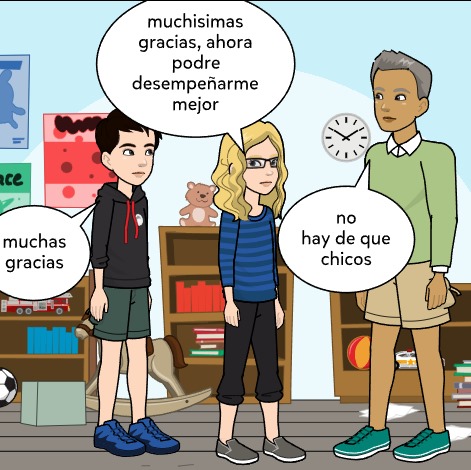 muchisimas
gracias, ahora
podre
desempeñarme
mejor
muchas
gracias
no
hay de que
chicos